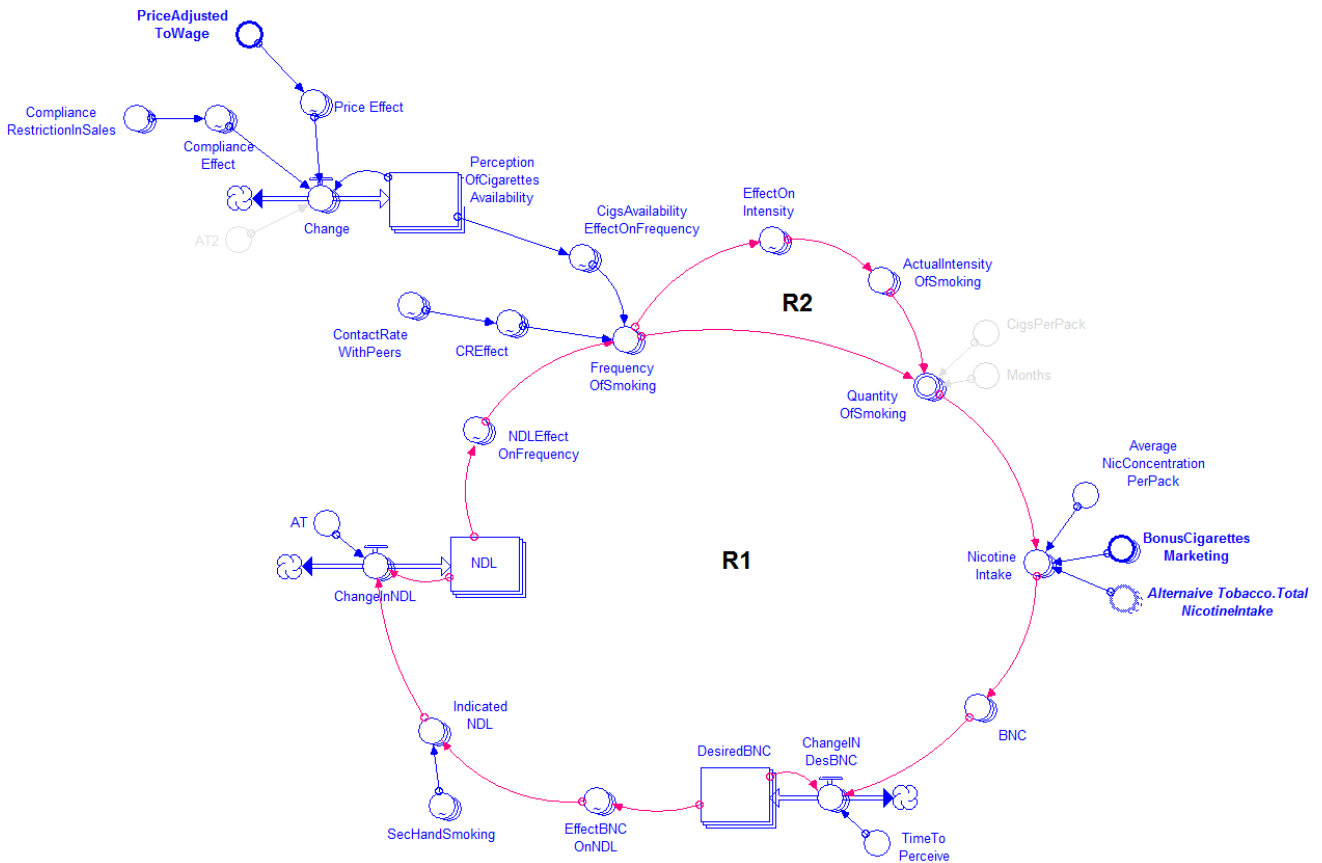 PriceAdjusted
ToWage
Price Effect
Compliance
RestrictionInSales
Compliance
Effect
Perception
OfCigarettes
Availability
Change
AT2
CigsAvailability
EffectOnFrequency
EffectOn
Intensity
ActualIntensity
OfSmoking
R2
CigsPerPack
Months
ContactRate
WithPeers
CREffect
Frequency
OfSmoking
Quantity
OfSmoking
NDLEffect
OnFrequency
Average
NicConcentration
PerPack
AT
NDL
ChangeInNDL
R1
Nicotine
Intake
BonusCigarettes
Marketing
Alternaive Tobacco.Total
NicotineIntake
Indicated
NDL
SecHandSmoking
EffectBNC
OnNDL
DesiredBNC
ChangeIN
DesBNC
BNC
TimeTo
Perceive